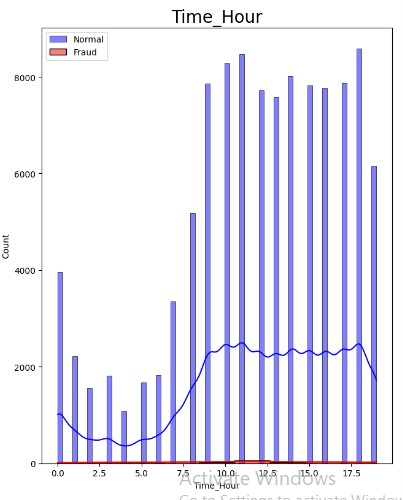 Time_Hour
Normal
Fraud
8000
6000
4000
2000
0
Count
0.0 2.5 5.0 7.5 10.0 12.5 15.0 17.5
Time_Hour
Activate Windows
Go to Settings to activate Window